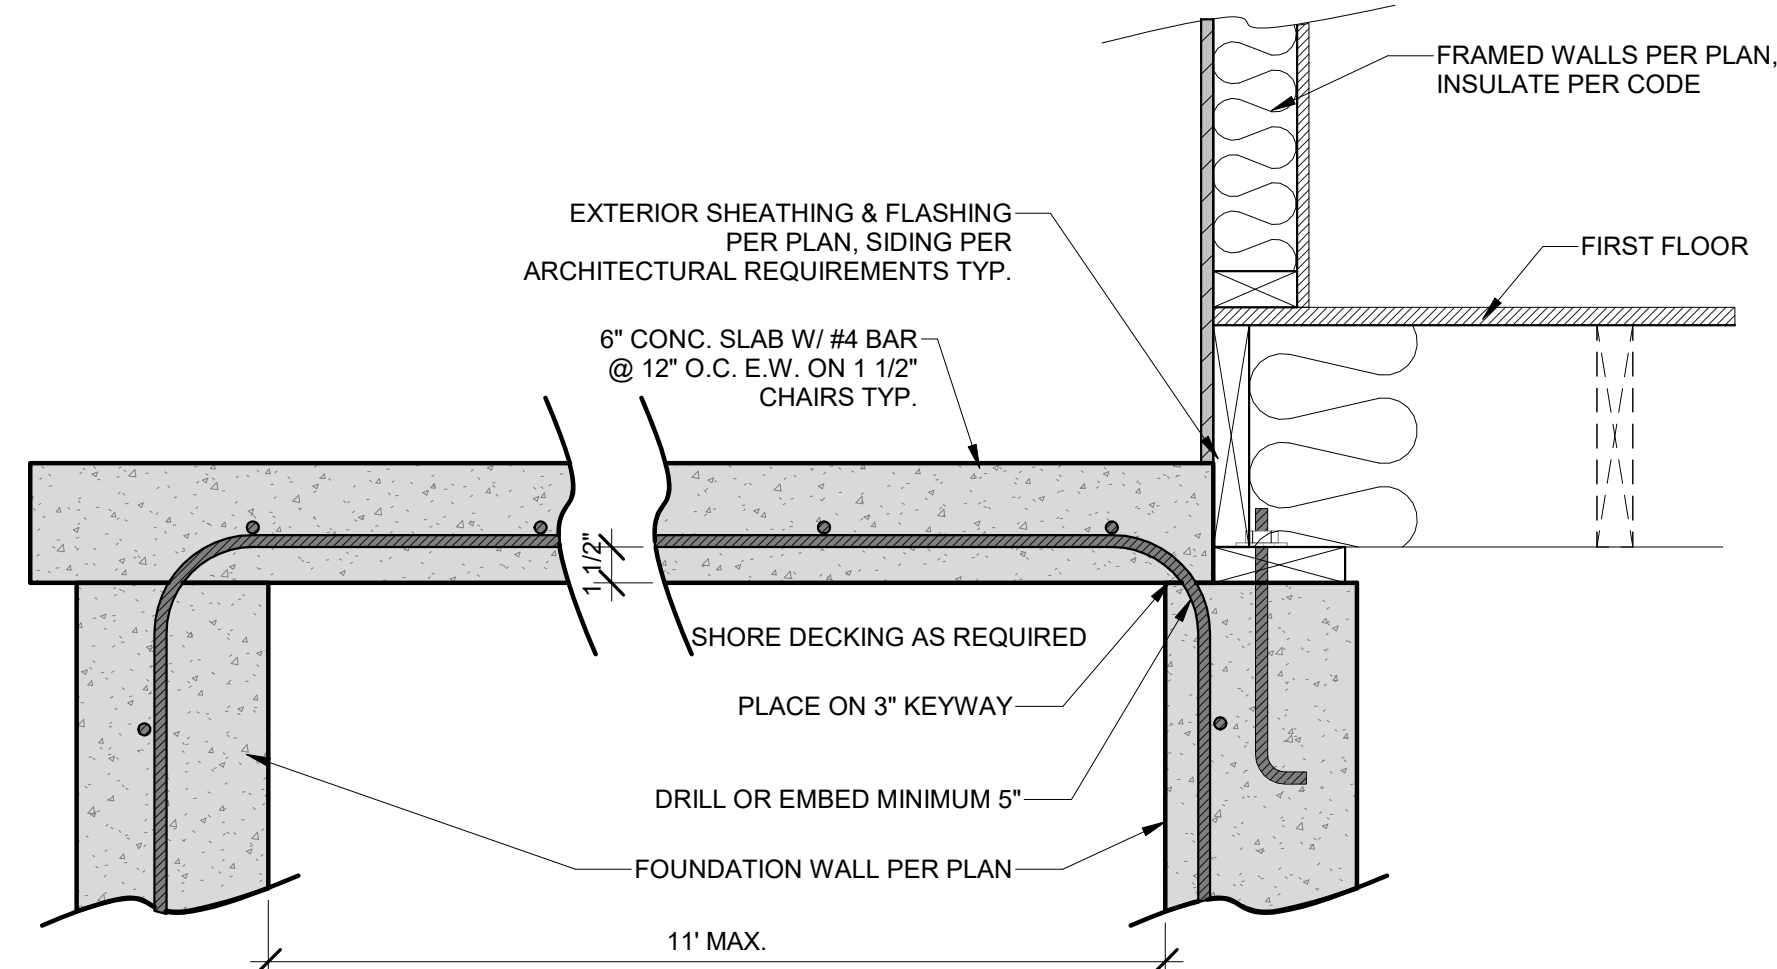 FRAMED WALLS PER PLAN,
INSULATE PER CODE
EXTERIOR SHEATHING & FLASHING
PER PLAN, SIDING PER
ARCHITECTURAL REQUIREMENTS TYP.
FIRST FLOOR
6" CONC. SLAB W/ #4 BAR
@ 12" O.C. E.W. ON 1 1/2"
CHAIRS TYP.
1 1/2"
SHORE DECKING AS REQUIRED
PLACE ON 3" KEYWAY
DRILL OR EMBED MINIMUM 5"
FOUNDATION WALL PER PLAN
11' MAX.